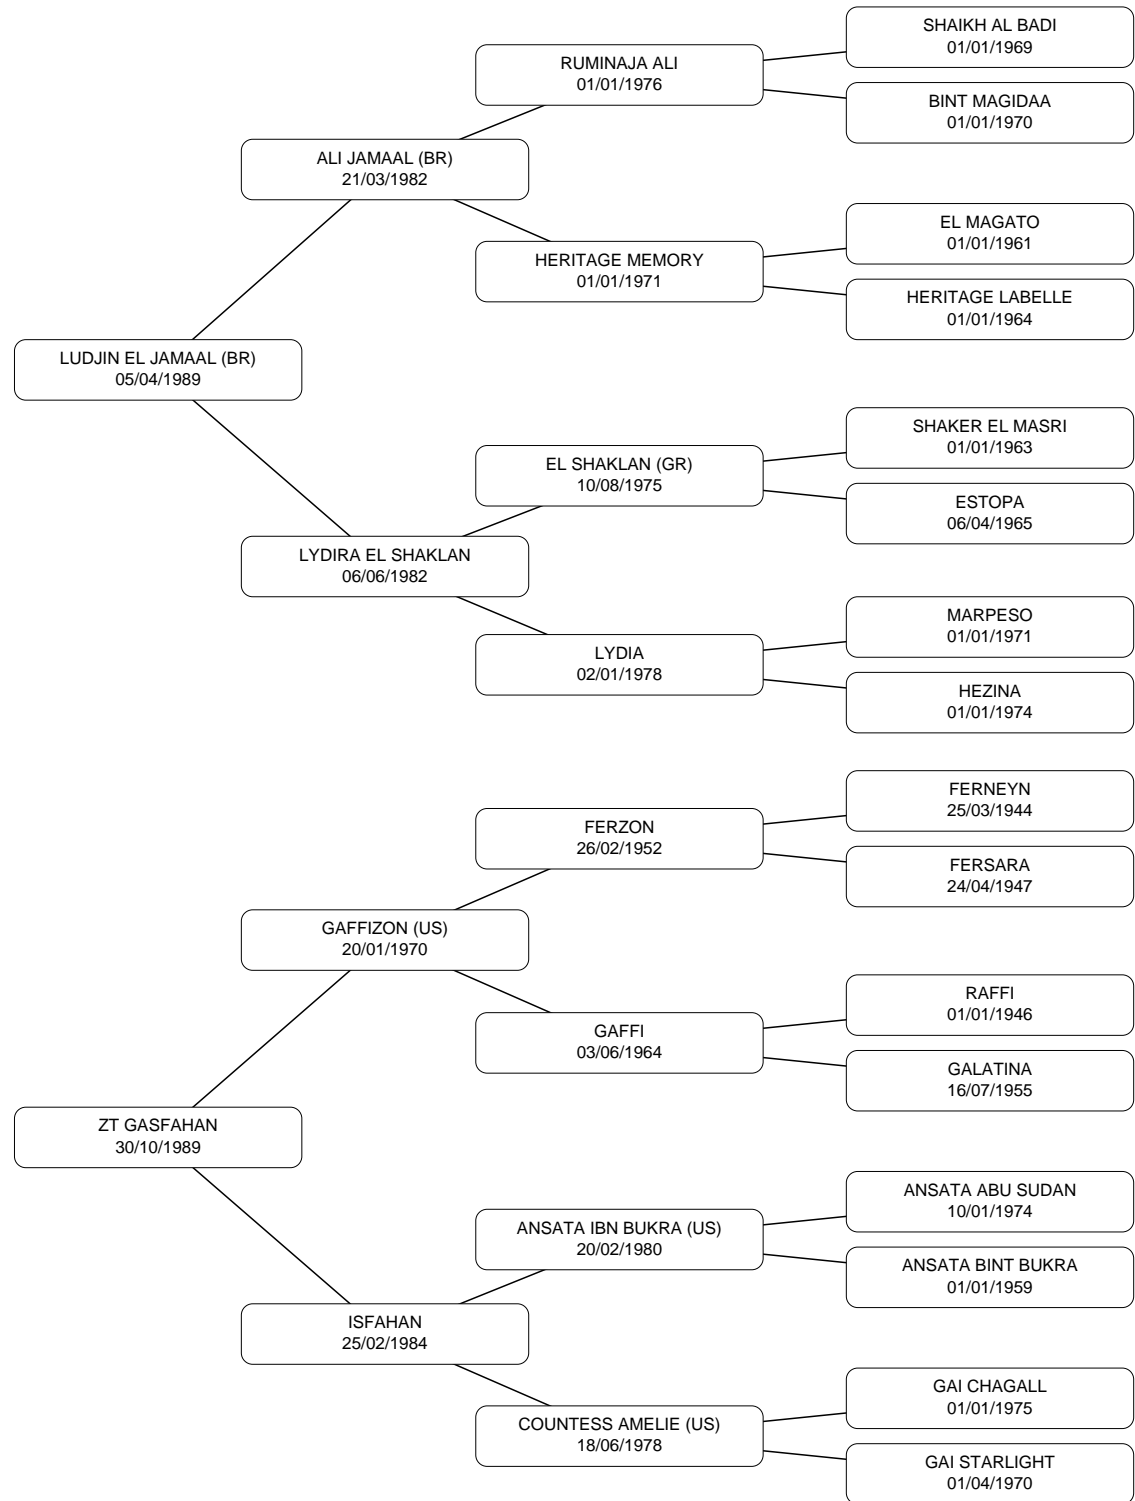 SHAIKH AL BADI
01/01/1969
RUMINAJA ALI
01/01/1976
BINT MAGIDAA
01/01/1970
ALI JAMAAL (BR)
21/03/1982
EL MAGATO
01/01/1961
HERITAGE MEMORY
01/01/1971
HERITAGE LABELLE
01/01/1964
LUDJIN EL JAMAAL (BR)
05/04/1989
SHAKER EL MASRI
01/01/1963
EL SHAKLAN (GR)
10/08/1975
ESTOPA
06/04/1965
LYDIRA EL SHAKLAN
06/06/1982
MARPESO
01/01/1971
LYDIA
02/01/1978
HEZINA
01/01/1974
FERNEYN
25/03/1944
FERZON
26/02/1952
FERSARA
24/04/1947
GAFFIZON (US)
20/01/1970
RAFFI
01/01/1946
GAFFI
03/06/1964
GALATINA
16/07/1955
ZT GASFAHAN
30/10/1989
ANSATA ABU SUDAN
10/01/1974
ANSATA IBN BUKRA (US)
20/02/1980
ANSATA BINT BUKRA
01/01/1959
ISFAHAN
25/02/1984
GAI CHAGALL
01/01/1975
COUNTESS AMELIE (US)
18/06/1978
GAI STARLIGHT
01/04/1970